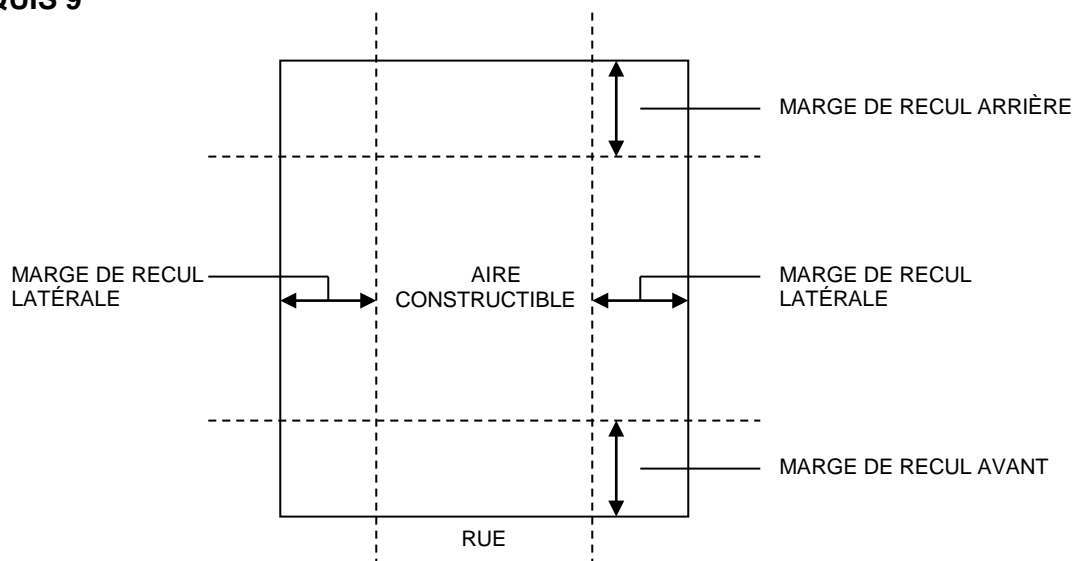 QUIS 9
MARGE DE RECUL ARRIÈRE
MARGE DE RECUL
LATÉRALE
AIRE
CONSTRUCTIBLE
MARGE DE RECUL
LATÉRALE
MARGE DE RECUL AVANT
RUE